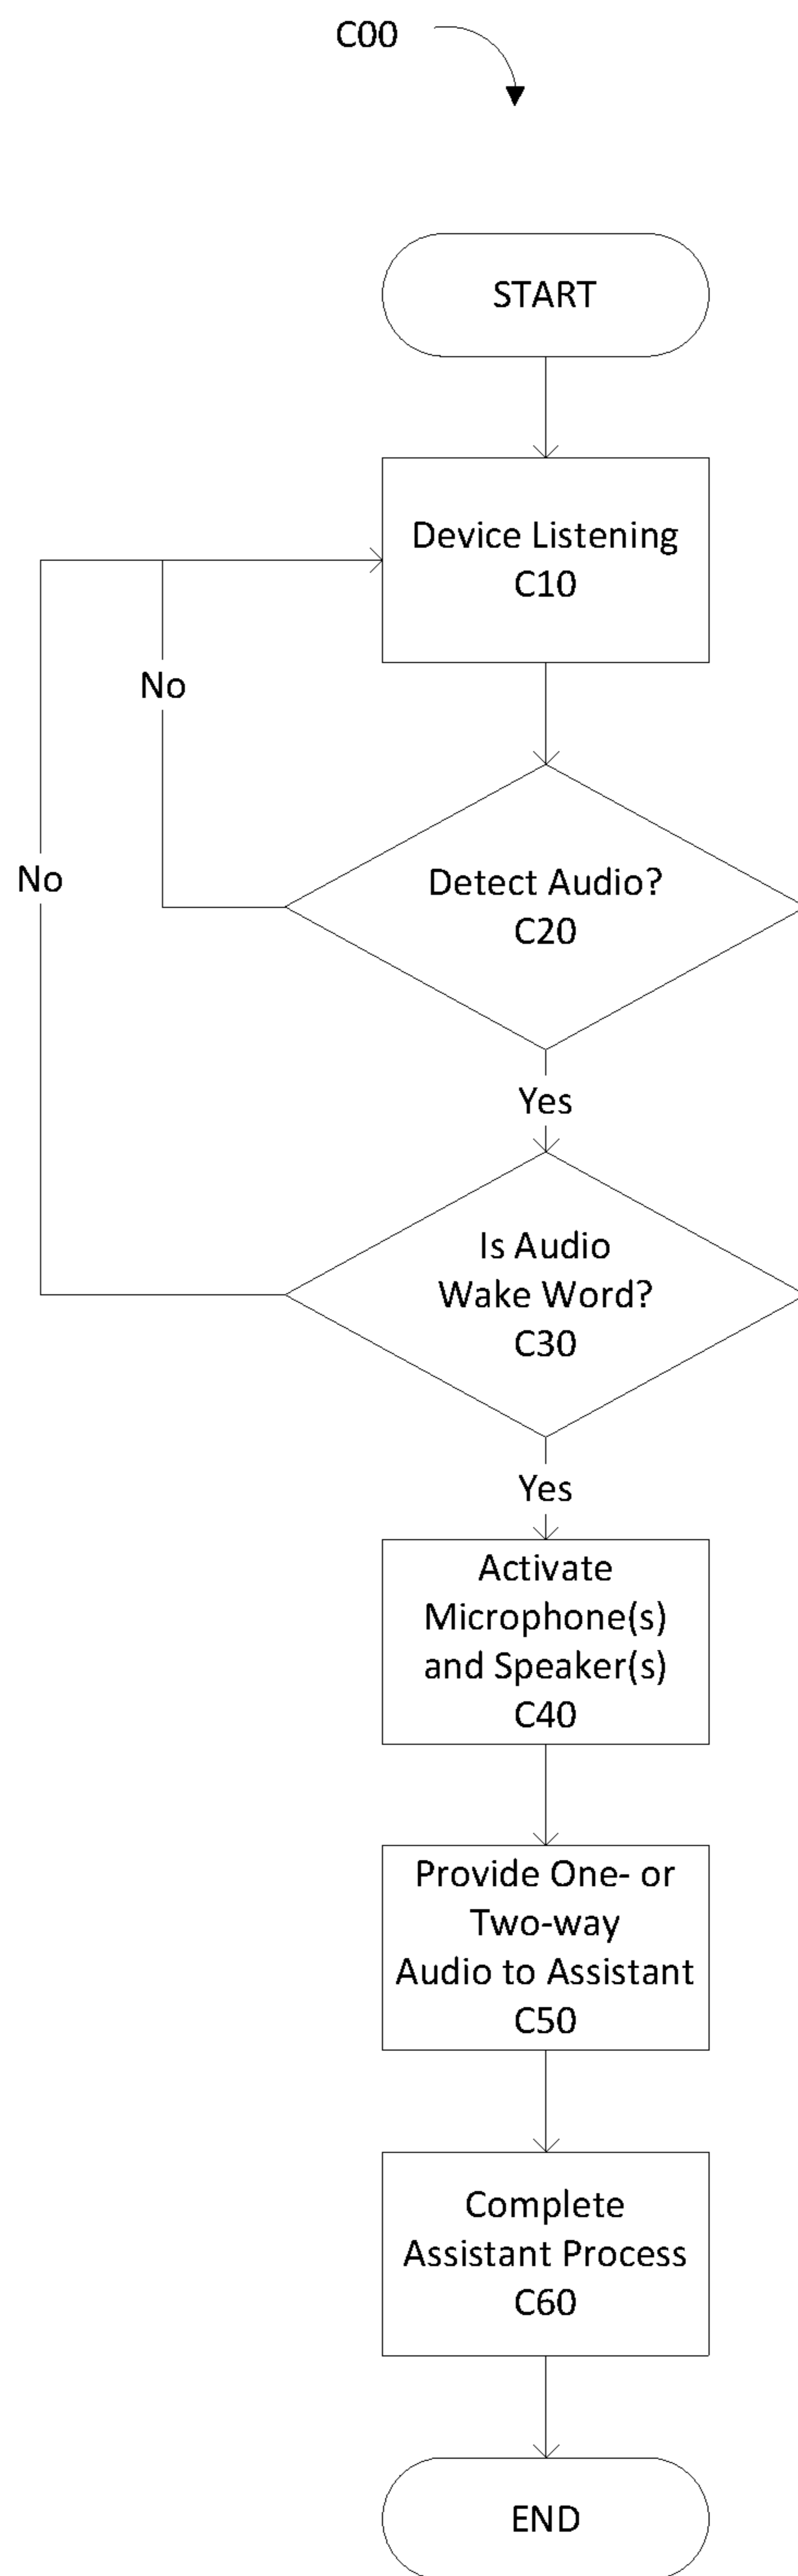 C00
START
Device Listening
C10
No
Detect Audio?
C20
No
Yes
Is Audio
Wake Word?
C30
Yes
Activate
Microphone(s)
and Speaker(s)
C40
Provide One- or
Two-way
Audio to Assistant
C50
Complete
Assistant Process
C60
END